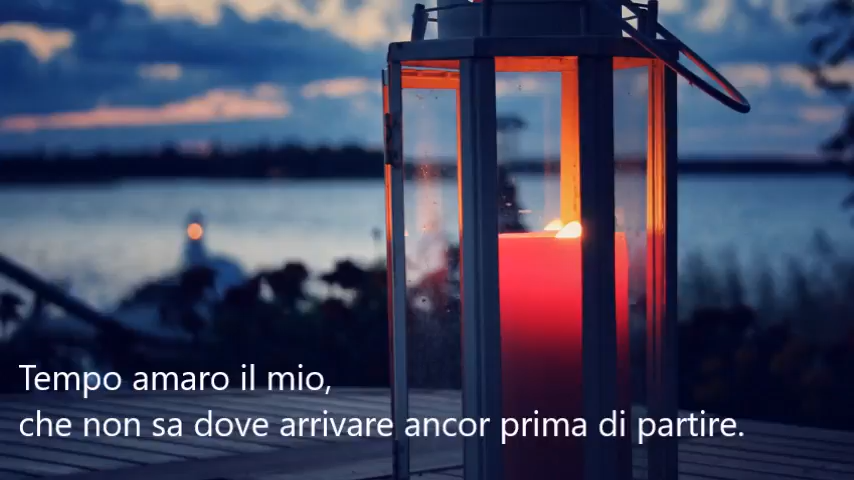 Tempo amaro il mio,
che non sa dove arrivare ancor prima di partire.